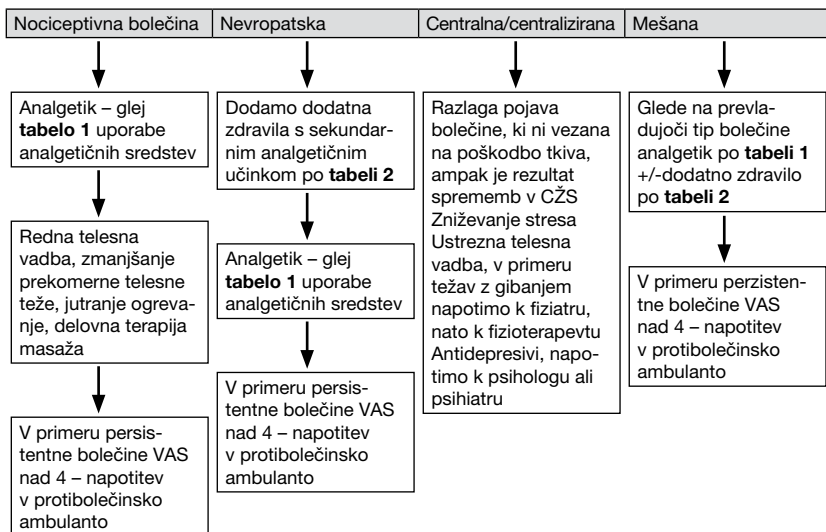 Nociceptivna bolečina
Nevropatska
Centralna/centralizirana
Mešana
Analgetik – glej
tabelo 1 uporabe
analgetičnih sredstev
Redna telesna
vadba, zmanjšanje
prekomerne telesne
teže, jutranje ogreva-
nje, delovna terapija
masaža
V primeru persis-
tentne bolečine VAS
nad 4 – napotitev
v protibolečinsko
ambulanto
Dodamo dodatna
zdravila s sekundar-
nim analgetičnim
učinkom po tabeli 2
Analgetik – glej
tabelo 1 uporabe
analgetičnih sredstev
V primeru persis-
tentne bolečine VAS
nad 4 – napotitev
v protibolečinsko
ambulanto
Razlaga pojava
bolečine, ki ni vezana
na poškodbo tkiva,
ampak je rezultat
sprememb v CŽS
Zniževanje stresa
Ustrezna telesna
vadba, v primeru
težav z gibanjem
napotimo k fiziatru,
nato k fizioterapevtu
Antidepresivi, napo-
timo k psihologu ali
psihiatru
Glede na prevla-
dujoči tip bolečine
analgetik po tabeli 1
+/-dodatno zdravilo
po tabeli 2
V primeru perzisten-
tne bolečine VAS
nad 4 – napotitev
v protibolečinsko
ambulanto